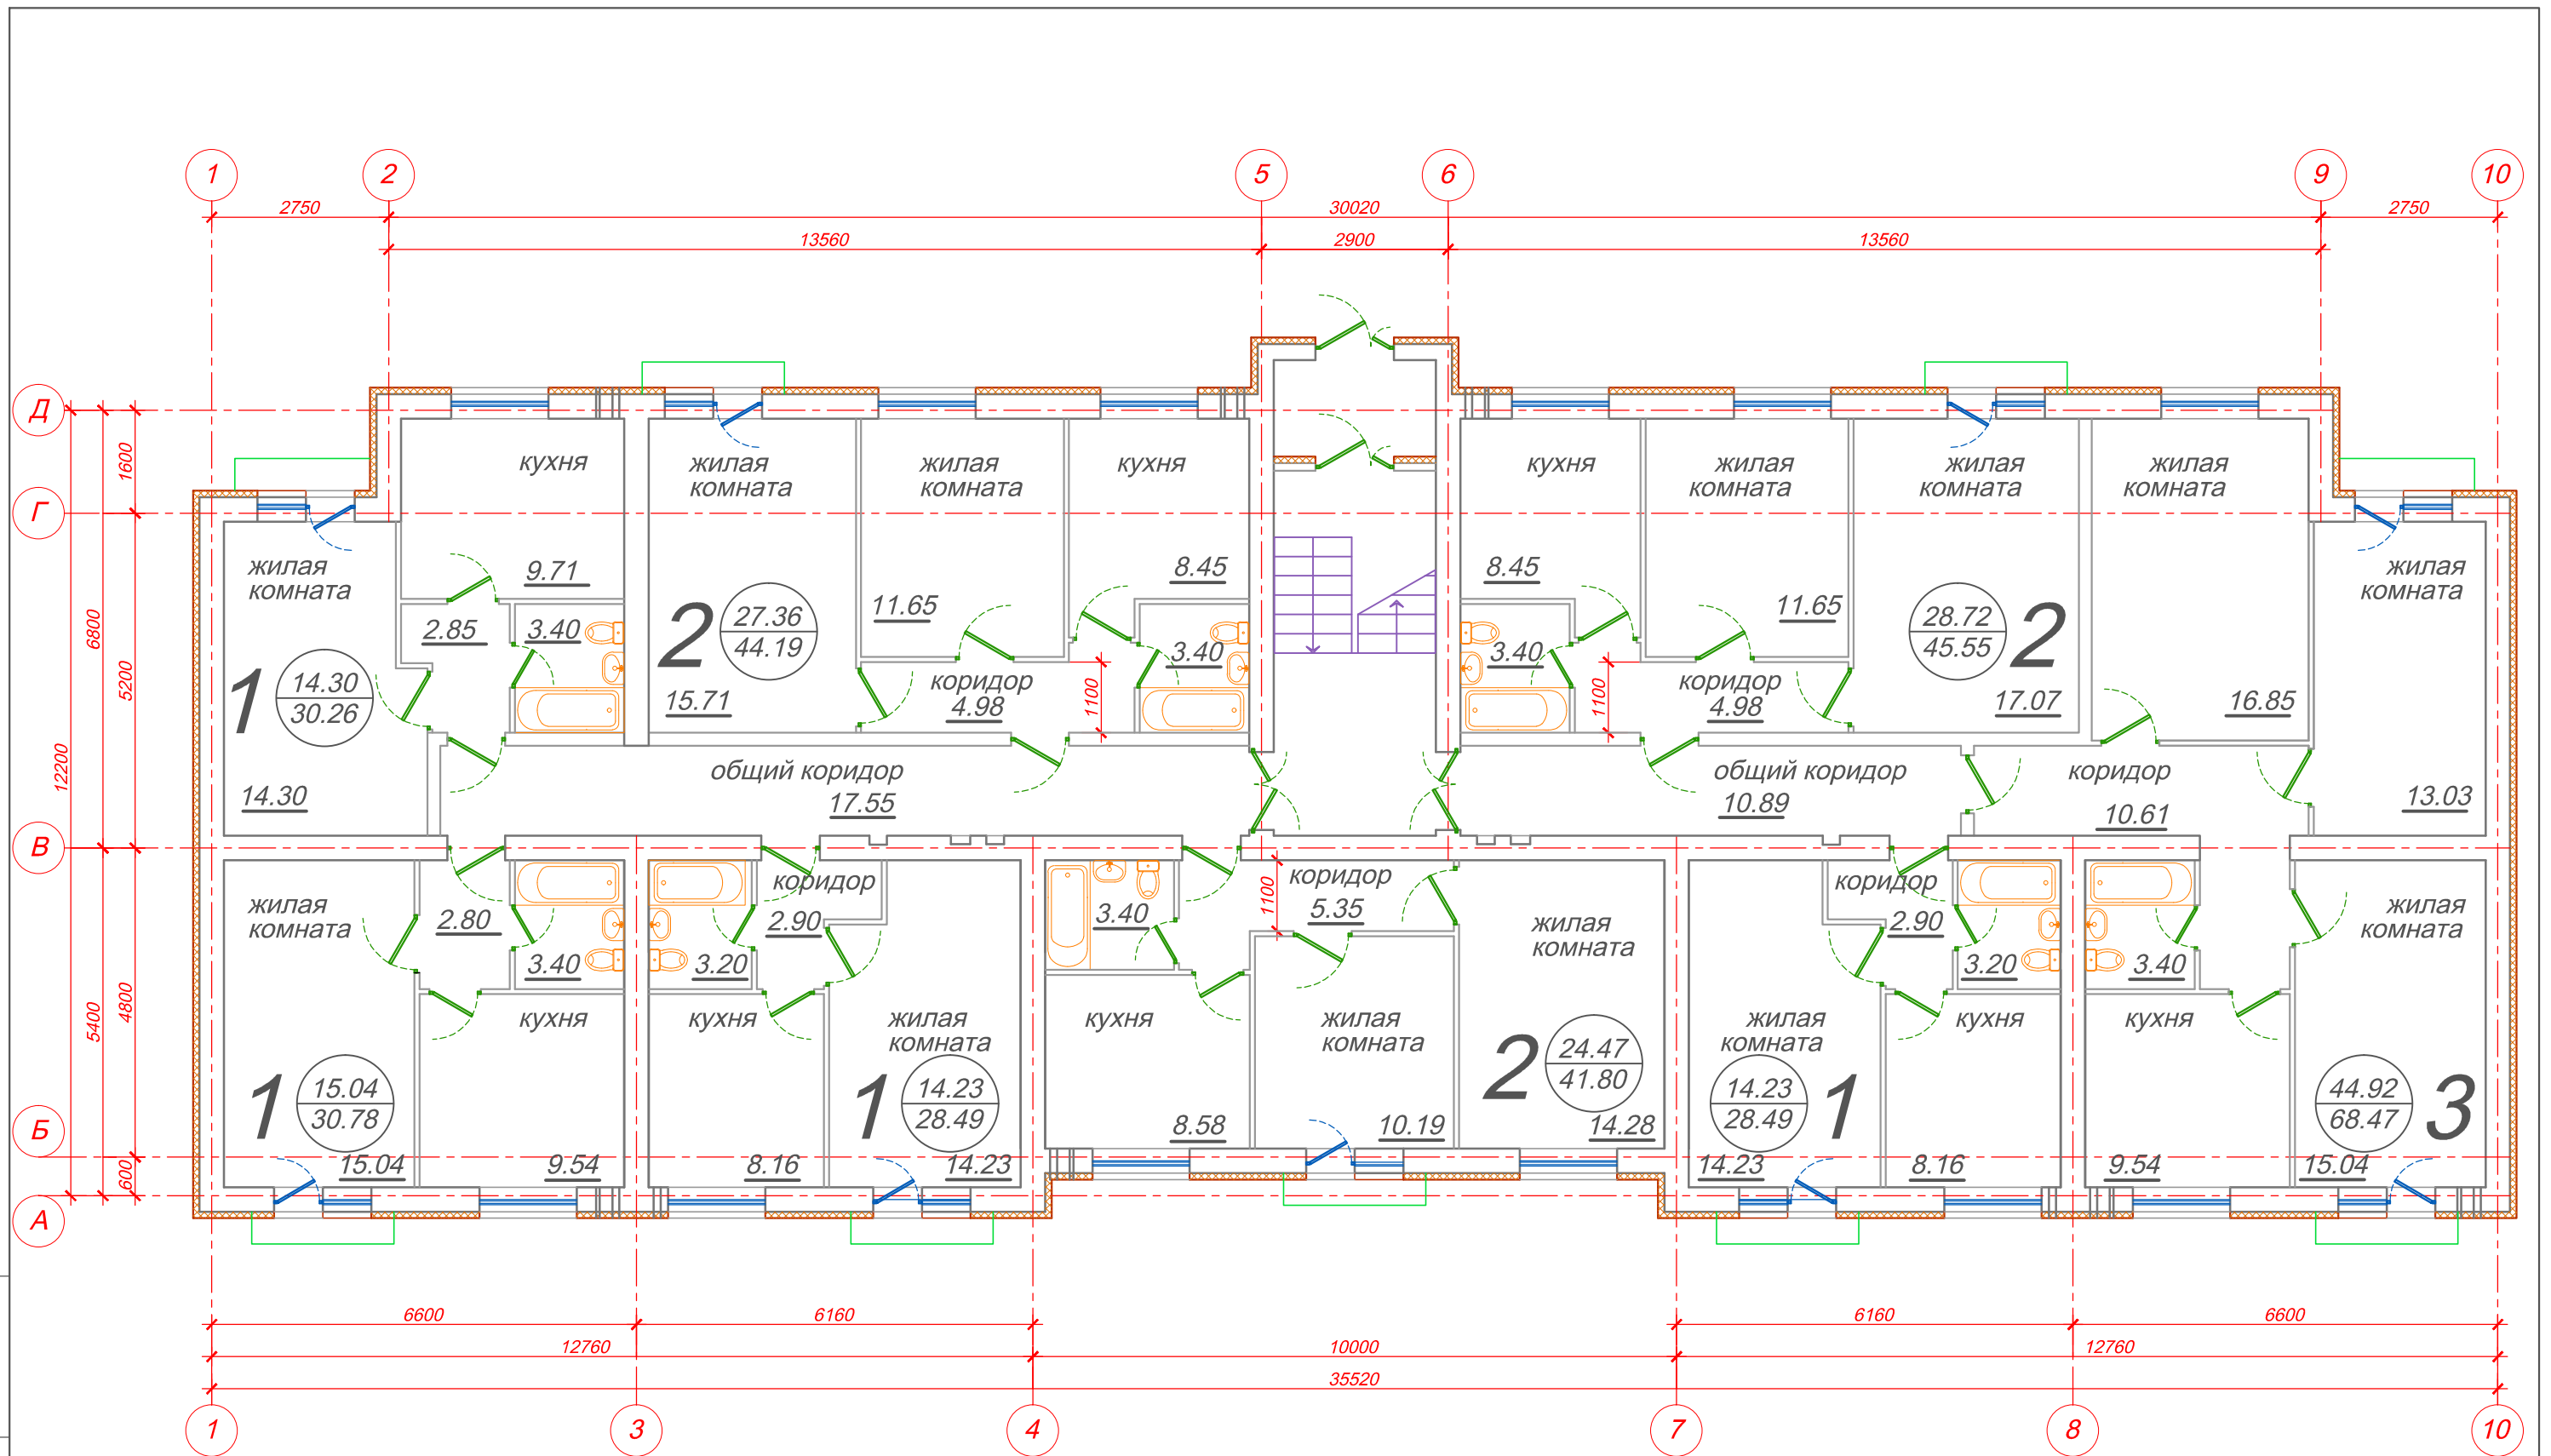 1 2 5 6 9 10
2750 30020 2750
13560 2900 13560
Д
Г
В
Б
А
1600
6800
5200
12200
5400
4800
600
кухня
9.71
жилая
комната
14.30
2.85
3.40
1
14.30
30.26
жилая
комната
15.71
2
27.36
44.19
жилая
комната
11.65
кухня
8.45
3.40
коридор
4.98
1100
общий коридор
17.55
кухня
8.45
3.40
жилая
комната
11.65
коридор
4.98
1100
жилая
комната
17.07
28.72
45.55
2
жилая
комната
16.85
жилая
комната
13.03
общий коридор
10.89
коридор
10.61
жилая
комната
15.04
2.80
3.40
кухня
9.54
1
15.04
30.78
коридор
2.90
3.20
кухня
8.16
жилая
комната
14.23
1
14.23
28.49
3.40
кухня
8.58
1100
коридор
5.35
жилая
комната
10.19
жилая
комната
14.28
2
24.47
41.80
коридор
2.90
3.20
жилая
комната
14.23
14.23
28.49
1
кухня
8.16
3.40
кухня
9.54
жилая
комната
15.04
44.92
68.47
3
6600 6160 6160 6600
12760 10000 12760
35520
1 3 4 7 8 10